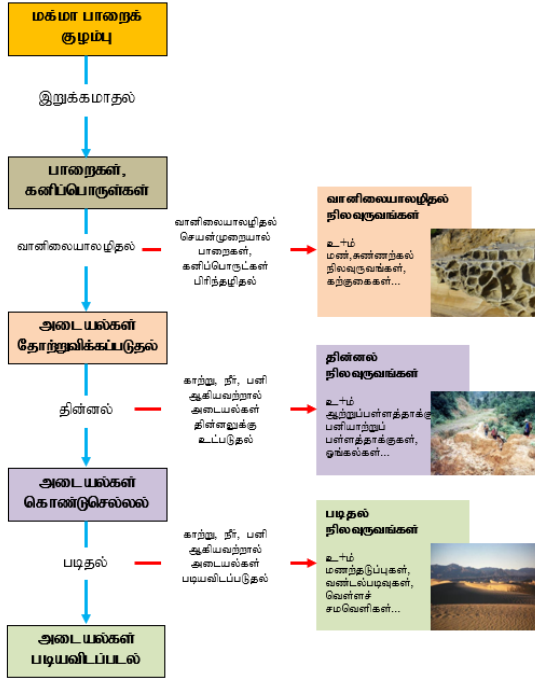 மக்மா பாறைக்
குழம்பு
இறுக்கமாதல்
பாறைகள்,
கனிப்பொருள்கள்
வானிலையாலழிதல்
வானிலையாலழிதல்
செயன்முறையால்
பாறைகள்,
கனிப்பொருட்கள்
பிரிந்தழிதல்
வானிலையாலழிதல்
நிலவுருவங்கள்
உ+ம்
மண்,சுண்ணற்கல்
நிலவுருவங்கள்,
கற்குகைகள்...
அடையல்கள்
தோற்றுவிக்கப்படுதல்
தின்னல்
காற்று, நீர், பனி
ஆகியவற்றால்
அடையல்கள்
தின்னலுக்கு
உட்படுதல்
தின்னல்
நிலவுருவங்கள்
உ+ம்
ஆற்றுப்பள்ளத்தாக்கு
பனியாற்றுப்
பள்ளத்தாக்குகள்,
ஓங்கல்கள்...
அடையல்கள்
கொண்டுசெல்லல்
படிதல்
காற்று, நீர், பனி
ஆகியவற்றால்
அடையல்கள்
படியவிடப்படுதல்
படிதல்
நிலவுருவங்கள்
உ+ம்
மணற்தடுப்புகள்,
வண்டல்படிவுகள்,
வெள்ளச்
சமவெளிகள்...
அடையல்கள்
படியவிடப்படல்